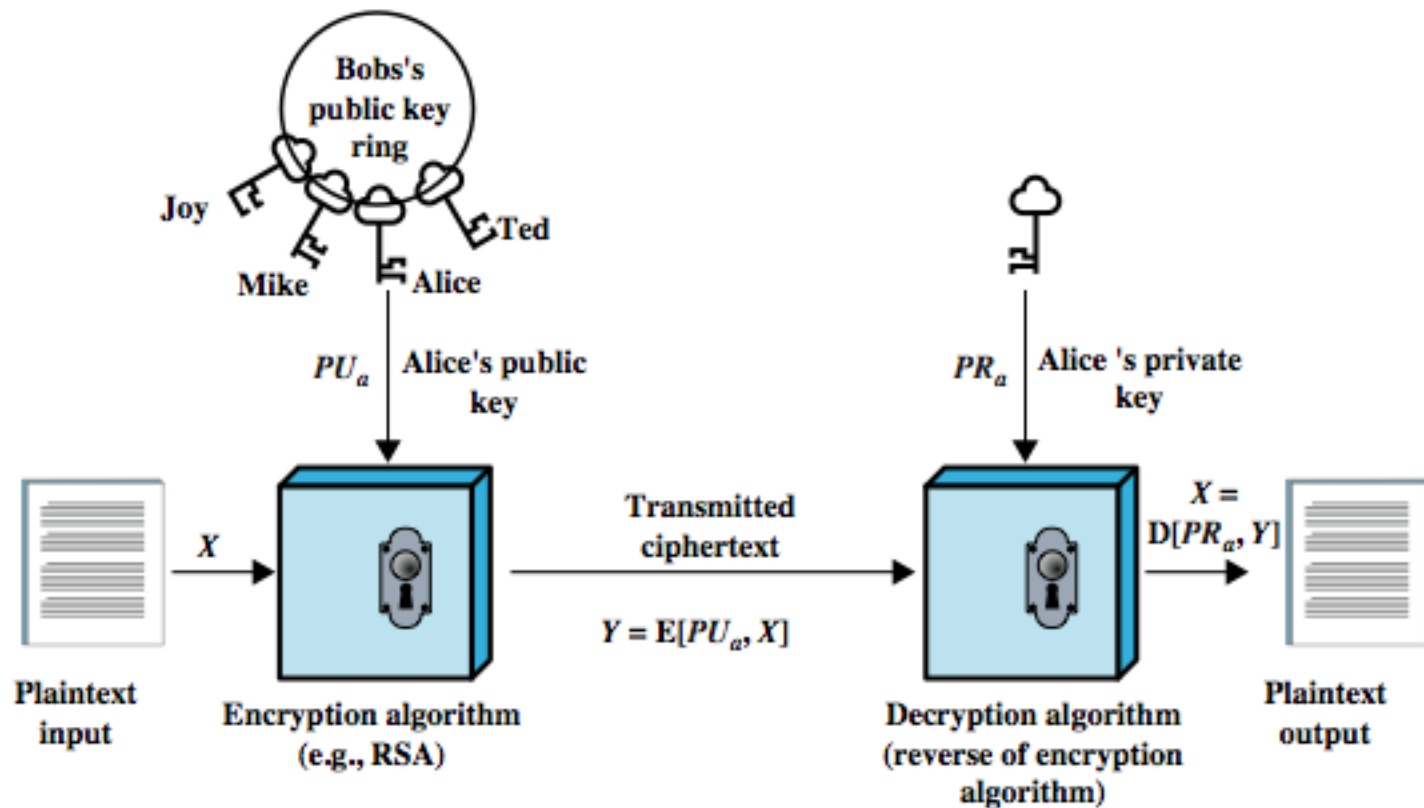 Bobs's
public key
ring
Joy
Mike
Alice
Ted
PUa
Alice's public
key
PRa
Alice 's private
key
X
Transmitted
ciphertext
Y = E[PUa, X]
X =
D[PRa, Y]
Plaintext
input
Encryption algorithm
(e.g., RSA)
Decryption algorithm
(reverse of encryption
algorithm)
Plaintext
output